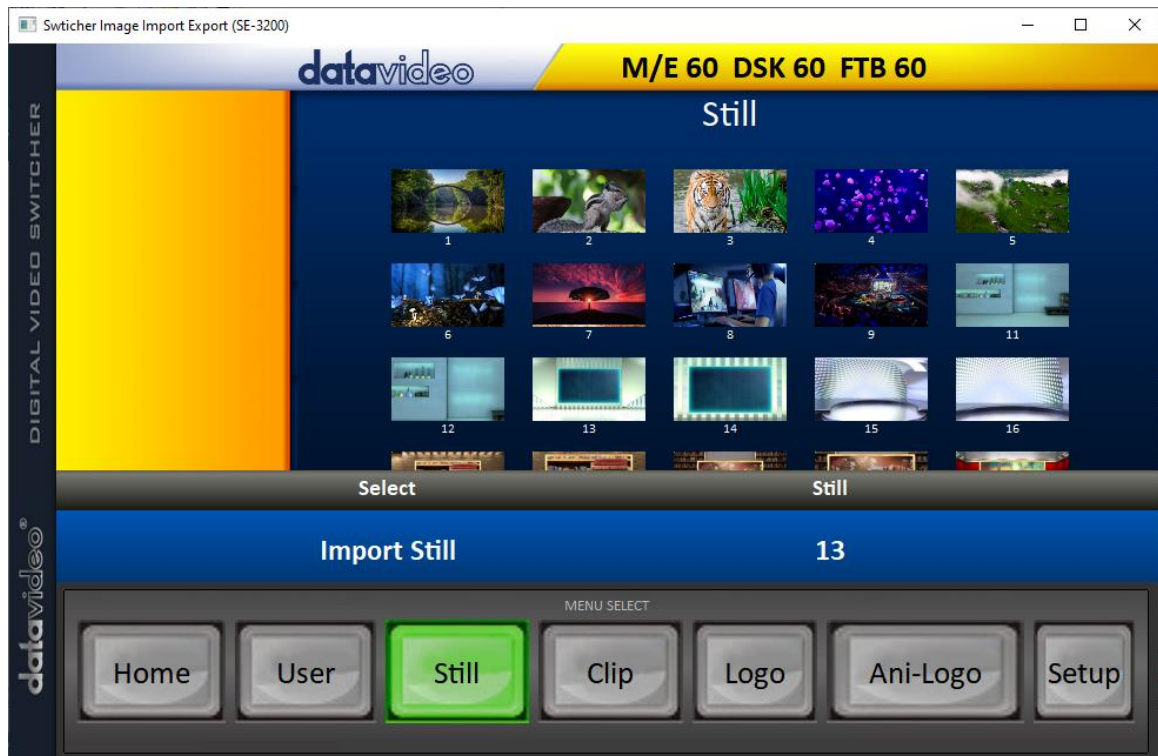 Swticher Image Import Export (SE-3200)
datavideo
M/E 60 DSK 60 FTB 60
Still
1 2 3 4 5
6 7 8 9 11
12 13 14 15 16
Select Still
Import Still 13
MENU SELECT
Home User Still Clip Logo Ani-Logo Setup
DIGITAL VIDEO SWITCHER
datavideo®